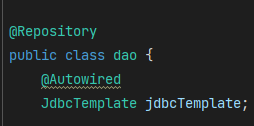 @Repository
public class dao {
@Autowired
JdbcTemplate jdbcTemplate;